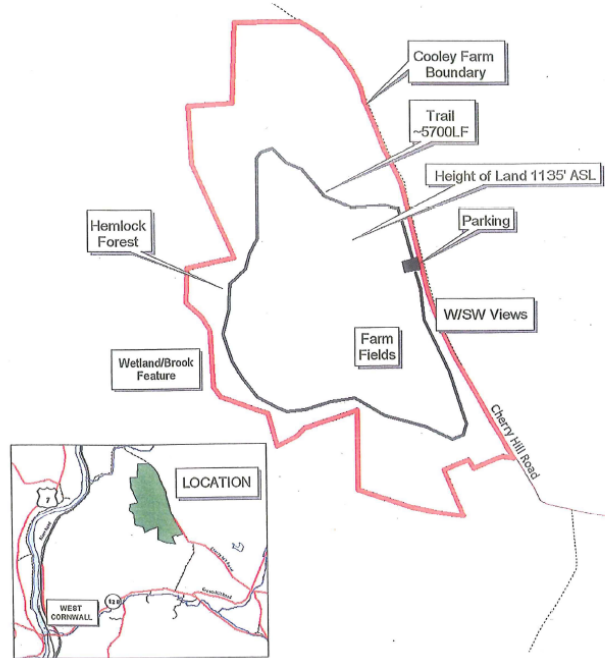 Cooley Farm
Boundary
Trail
~5700LF
Height of Land 1135' ASL
Hemlock
Forest
Parking
W/SW Views
Farm
Fields
Wetland/Brook
Feature
Cherry Hill Road
LOCATION
7
WEST
CORNWALL
128